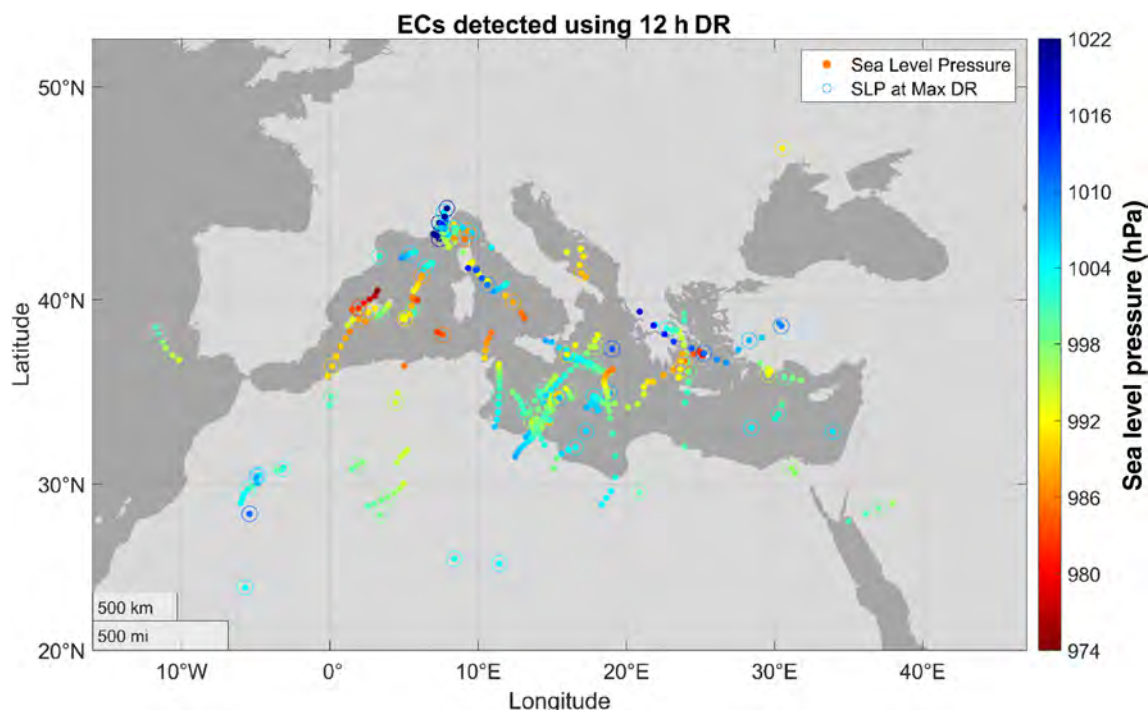 ECs detected using 12 h DR
Sea Level Pressure
SLP at Max DR
50°N
40°N
30°N
20°N
Latitude
500 km
500 mi
10°W
0°
10°E
20°E
30°E
40°E
Longitude
1022
1016
1010
1004
998
992
986
980
974
Sea level pressure (hPa)